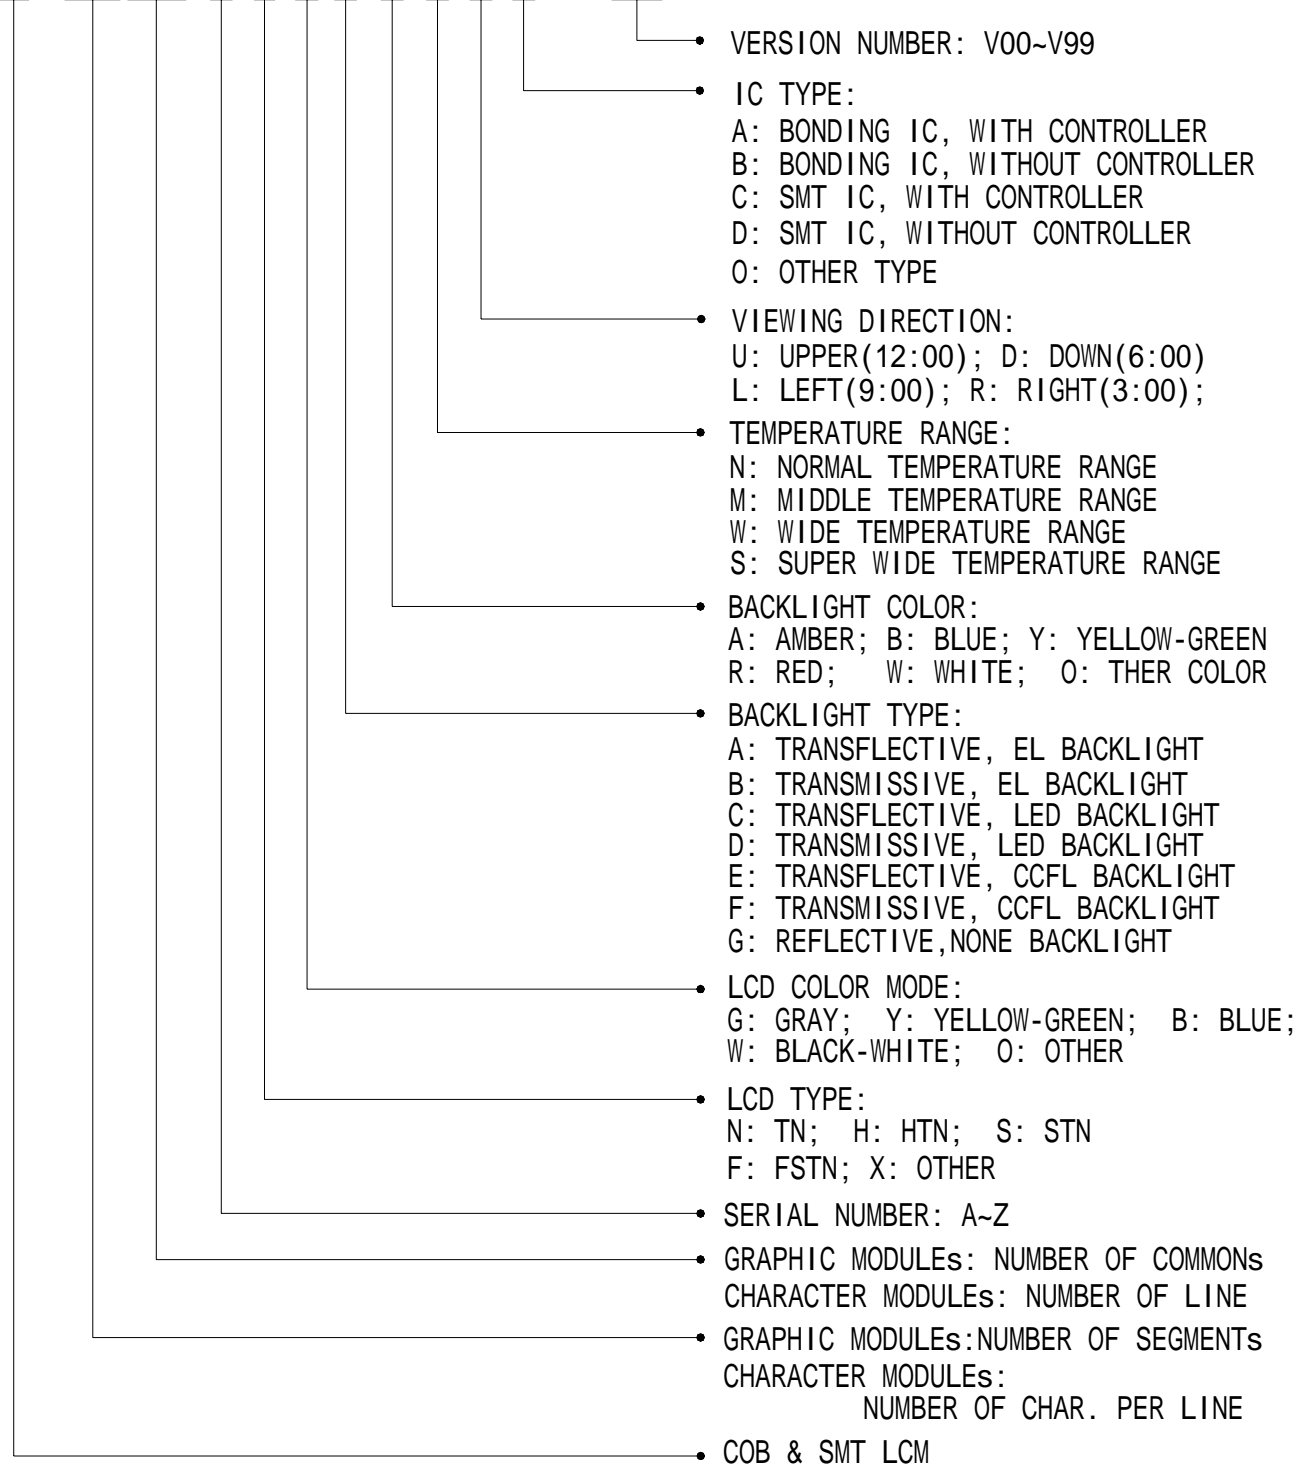 VERSION NUMBER: V00~V99
IC TYPE:
A: BONDING IC, WITH CONTROLLER
B: BONDING IC, WITHOUT CONTROLLER
C: SMT IC, WITH CONTROLLER
D: SMT IC, WITHOUT CONTROLLER
O: OTHER TYPE
VIEWING DIRECTION:
U: UPPER(12:00); D: DOWN(6:00)
L: LEFT(9:00); R: RIGHT(3:00);
TEMPERATURE RANGE:
N: NORMAL TEMPERATURE RANGE
M: MIDDLE TEMPERATURE RANGE
W: WIDE TEMPERATURE RANGE
S: SUPER WIDE TEMPERATURE RANGE
BACKLIGHT COLOR:
A: AMBER; B: BLUE; Y: YELLOW-GREEN
R: RED; W: WHITE; O: THER COLOR
BACKLIGHT TYPE:
A: TRANSFLECTIVE, EL BACKLIGHT
B: TRANSMISSIVE, EL BACKLIGHT
C: TRANSFLECTIVE, LED BACKLIGHT
D: TRANSMISSIVE, LED BACKLIGHT
E: TRANSFLECTIVE, CCFL BACKLIGHT
F: TRANSMISSIVE, CCFL BACKLIGHT
G: REFLECTIVE,NONE BACKLIGHT
LCD COLOR MODE:
G: GRAY; Y: YELLOW-GREEN; B: BLUE;
W: BLACK-WHITE; O: OTHER
LCD TYPE:
N: TN; H: HTN; S: STN
F: FSTN; X: OTHER
SERIAL NUMBER: A~Z
GRAPHIC MODULEs: NUMBER OF COMMONs
CHARACTER MODULEs: NUMBER OF LINE
GRAPHIC MODULEs:NUMBER OF SEGMENTs
CHARACTER MODULEs:
NUMBER OF CHAR. PER LINE
COB & SMT LCM